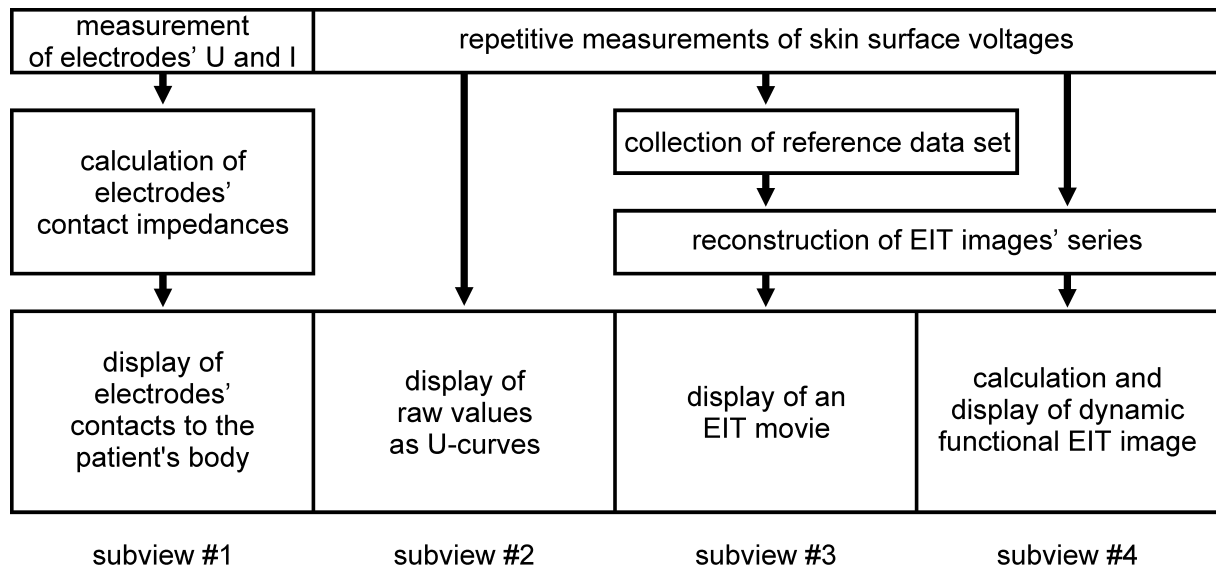 measurement
of electrodes’ U and I
repetitive measurements of skin surface voltages
calculation of
electrodes’
contact impedances
collection of reference data set
reconstruction of EIT images’ series
display of
electrodes’
contacts to the
patient's body
display of
raw values
as U-curves
display of an
EIT movie
calculation and
display of dynamic
functional EIT image
subview #1
subview #2
subview #3
subview #4